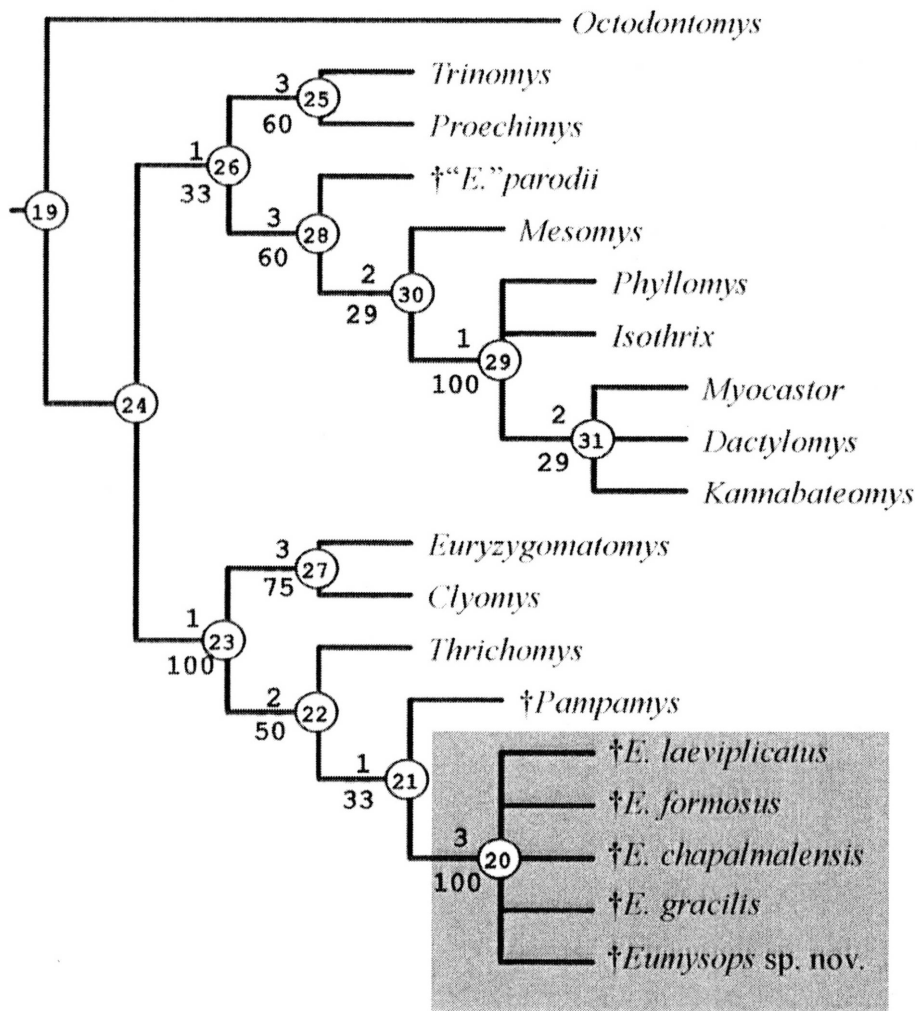 Octodontomys
Trinomys
3
25
60
Proechimys
1
26
33
†“E.”parodii
19
3
28
60
Mesomys
2
30
29
Phyllomys
Isothrix
1
29
100
Myocastor
24
2
31
29
Dactylomys
Kannabateomys
Euryzygomatomys
3
27
75
Clyomys
1
23
100
Thrichomys
2
22
50
†Pampamys
1
21
33
†E. laeviplicatus
†E. formosus
3
20
100
†E. chapalmalensis
†E. gracilis
†Eumysops sp. nov.